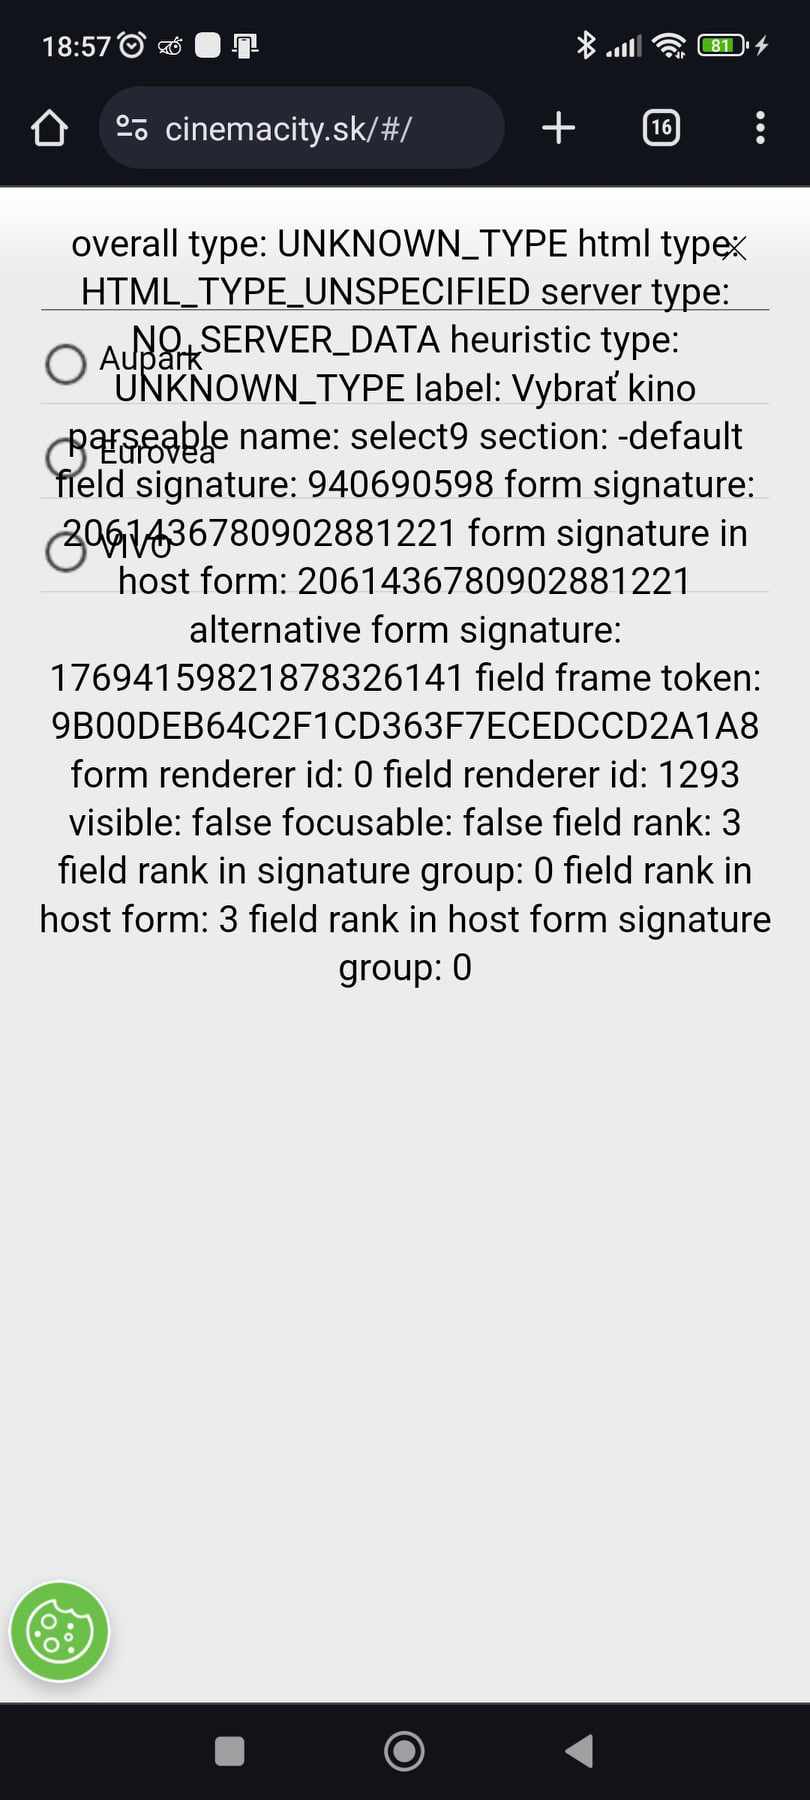 18:57
81
cinemacity.sk/#/
16
overall type: UNKNOWN_TYPE html type:
HTML_TYPE_UNSPECIFIED server type:
NO_SERVER_DATA heuristic type:
Aupark
UNKNOWN_TYPE label: Vybrať kino
parseable name: select9 section: -default
Eurovea
field signature: 940690598 form signature:
2061436780902881221 form signature in
VIVO
host form: 2061436780902881221
alternative form signature:
17694159821878326141 field frame token:
9B00DEB64C2F1CD363F7ECEDCCD2A1A8
form renderer id: 0 field renderer id: 1293
visible: false focusable: false field rank: 3
field rank in signature group: 0 field rank in
host form: 3 field rank in host form signature
group: 0